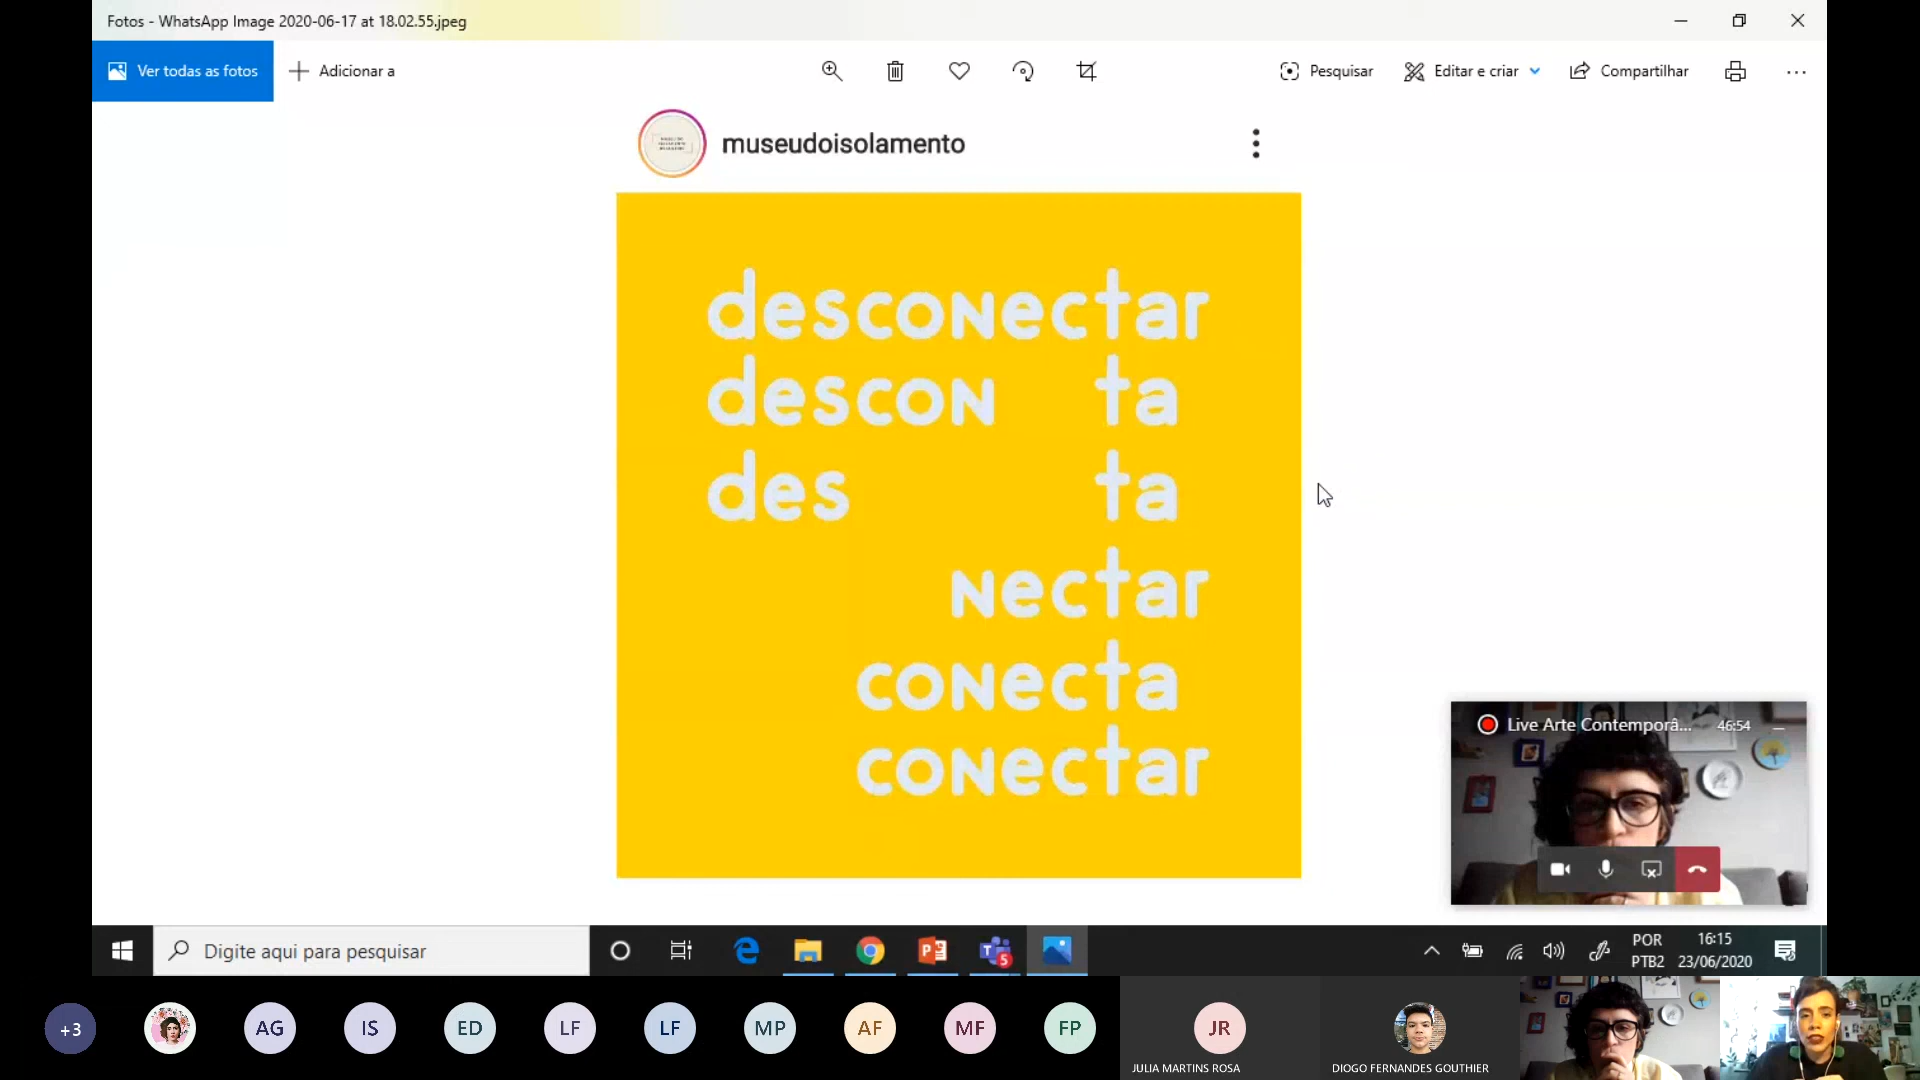 Fotos - WhatsApp Image 2020-06-17 at 18.02.55.jpeg
Ver todas as fotos
Adicionar a
Pesquisar
Editar e criar
Compartilhar
museudoisolamento
desconectar
descon ta
des ta
nectar
conecta
conectar
Live Arte Contemporâ... 46:54
Digite aqui para pesquisar
5
POR
PTB2
16:15
23/06/2020
+3
AG
IS
ED
LF
LF
MP
AF
MF
FP
JR
JULIA MARTINS ROSA
DIOGO FERNANDES GOUTHIER